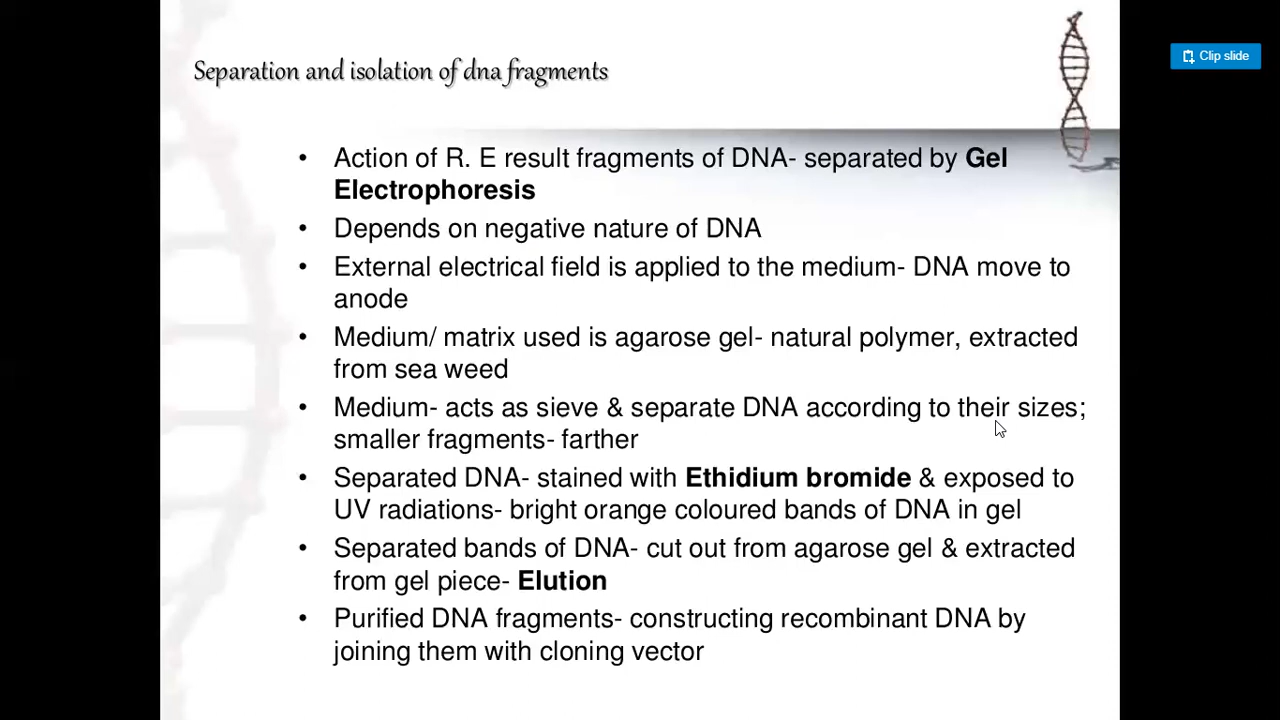 Separation and isolation of dna fragments
Clip slide
• Action of R. E result fragments of DNA- separated by Gel
Electrophoresis
• Depends on negative nature of DNA
• External electrical field is applied to the medium- DNA move to
anode
• Medium/ matrix used is agarose gel- natural polymer, extracted
from sea weed
• Medium- acts as sieve & separate DNA according to their sizes;
smaller fragments- farther
• Separated DNA- stained with Ethidium bromide & exposed to
UV radiations- bright orange coloured bands of DNA in gel
• Separated bands of DNA- cut out from agarose gel & extracted
from gel piece- Elution
• Purified DNA fragments- constructing recombinant DNA by
joining them with cloning vector